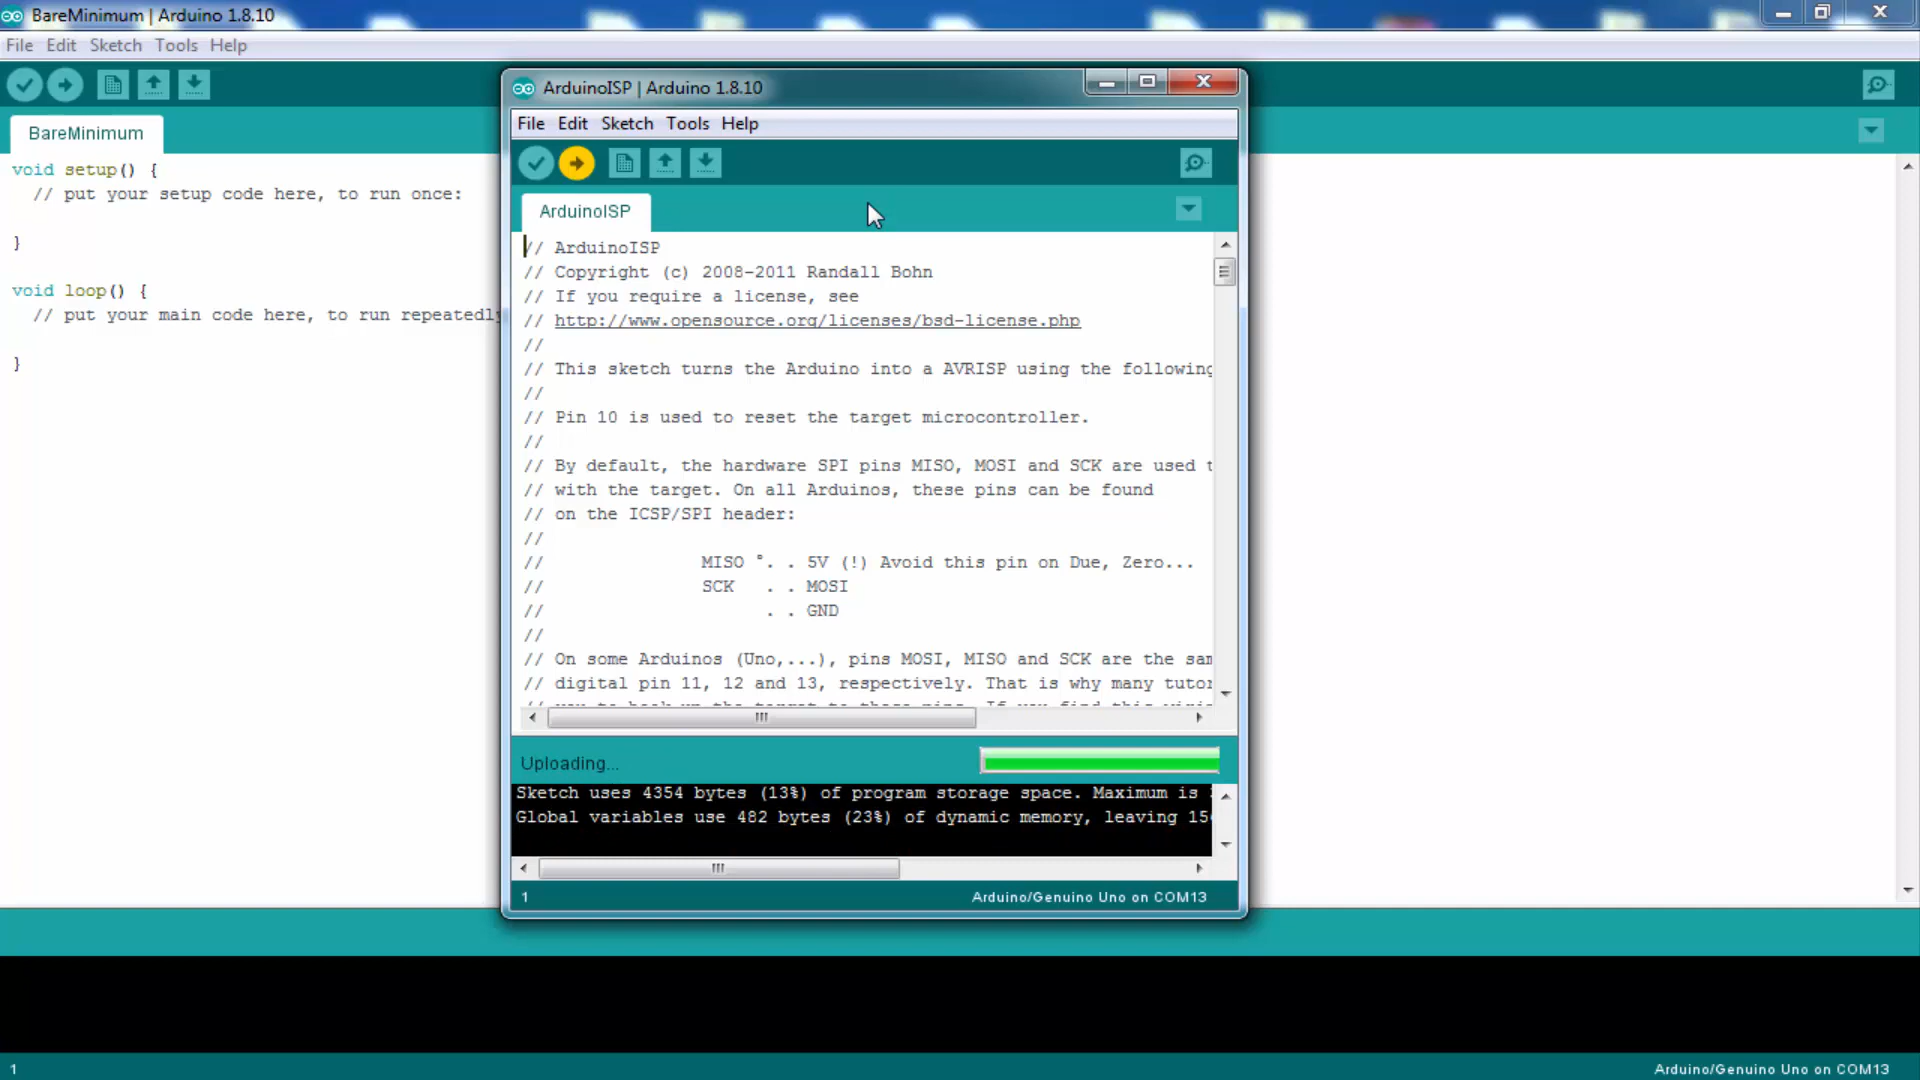 BareMinimum | Arduino 1.8.10
File Edit Sketch Tools Help
BareMinimum
void setup() {
// put your setup code here, to run once:
}
void loop() {
// put your main code here, to run repeatedly
}
ArduinoISP | Arduino 1.8.10
File Edit Sketch Tools Help
ArduinoISP
// ArduinoISP
// Copyright (c) 2008-2011 Randall Bohn
// If you require a license, see
// http://www.opensource.org/licenses/bsd-license.php
//
// This sketch turns the Arduino into a AVRISP using the following
//
// Pin 10 is used to reset the target microcontroller.
//
// By default, the hardware SPI pins MISO, MOSI and SCK are used
// with the target. On all Arduinos, these pins can be found
// on the ICSP/SPI header:
//
// MISO °. . 5V (!) Avoid this pin on Due, Zero...
// SCK . . MOSI
// . . GND
//
// On some Arduinos (Uno,...), pins MOSI, MISO and SCK are the
// digital pin 11, 12 and 13, respectively. That is why many
Uploading...
Sketch uses 4354 bytes (13%) of program storage space. Maximum is
Global variables use 482 bytes (23%) of dynamic memory, leaving
1
Arduino/Genuino Uno on COM13
1
Arduino/Genuino Uno on COM13